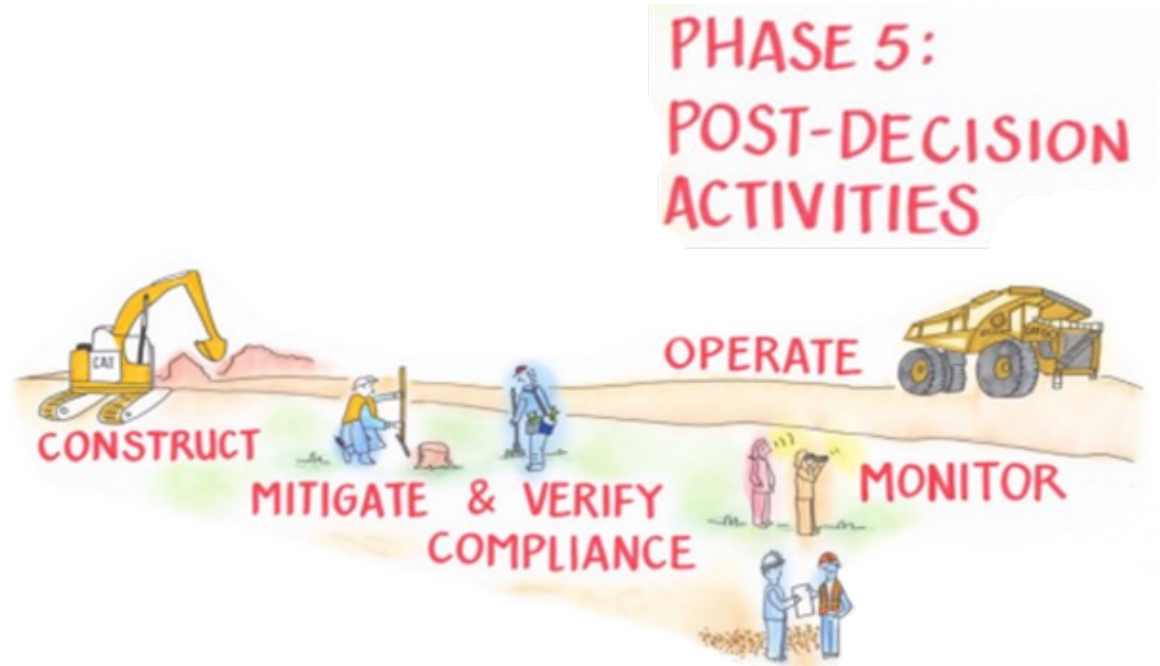 PHASE 5:
POST-DECISION
ACTIVITIES
CAT
OPERATE
CONSTRUCT
MITIGATE & VERIFY
COMPLIANCE
MONITOR